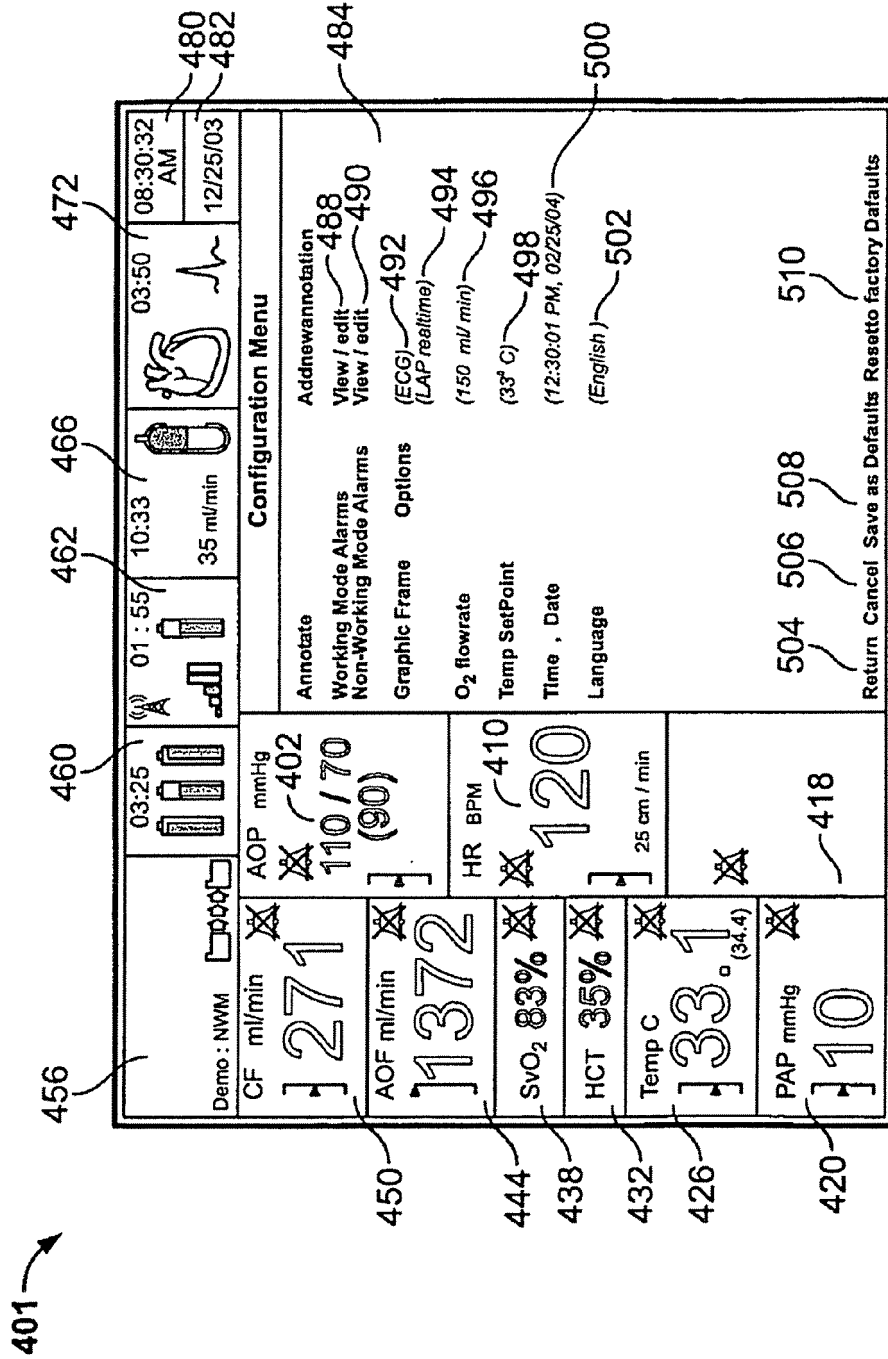 401
456
460
462
466
472
Demo : NWM
03:25
01 : 55
10:33
35 ml/min
03:50
08:30:32
AM
12/25/03
480
482
CF ml/min
271
450
AOF ml/min
1372
444
SvO₂ 83%
438
HCT 35%
432
Temp C
33.1
(34.4)
426
PAP mmHg
10
420
AOP mmHg
402
110 / 70
(90)
HR BPM
410
120
25 cm / min
418
Configuration Menu
484
Annotate Addnewannotation
Working Mode Alarms View / edit 488
Non-Working Mode Alarms View / edit 490
Graphic Frame Options (ECG) 492
(LAP realtime) 494
O₂ flowrate (150 ml/ min) 496
Temp SetPoint (33⁰ C) 498
Time , Date (12:30:01 PM, 02/25/04) 500
Language (English ) 502
504 506 508 510
Return Cancel Save as Defaults Resetto factory Dafaults